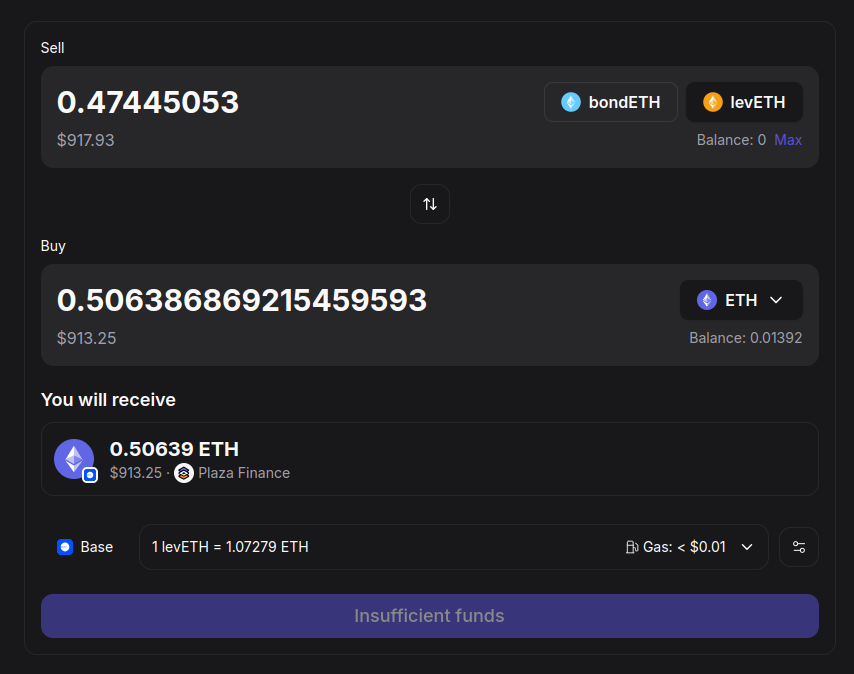 Sell
0.47445053
bondETH
levETH
$917.93
Balance: 0 Max
Buy
0.506386869215459593
ETH
$913.25
Balance: 0.01392
You will receive
0.50639 ETH
$913.25 · Plaza Finance
Base
1 levETH = 1.07279 ETH
Gas: < $0.01
Insufficient funds